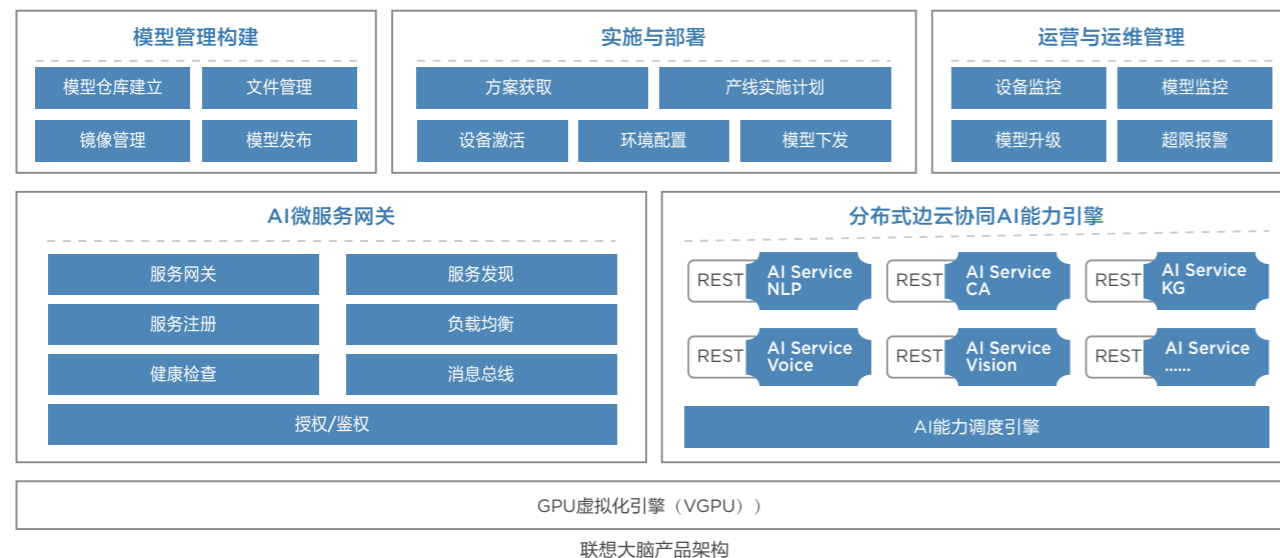 模型管理构建
模型仓库建立
文件管理
镜像管理
模型发布
实施与部署
方案获取
产线实施计划
设备激活
环境配置
模型下发
运营与运维管理
设备监控
模型监控
模型升级
超限报警
AI微服务网关
服务网关
服务发现
服务注册
负载均衡
健康检查
消息总线
授权/鉴权
分布式边云协同AI能力引擎
REST
AI Service
NLP
REST
AI Service
CA
REST
AI Service
KG
REST
AI Service
Voice
REST
AI Service
Vision
REST
AI Service
......
AI能力调度引擎
GPU虚拟化引擎（VGPU)）
联想大脑产品架构